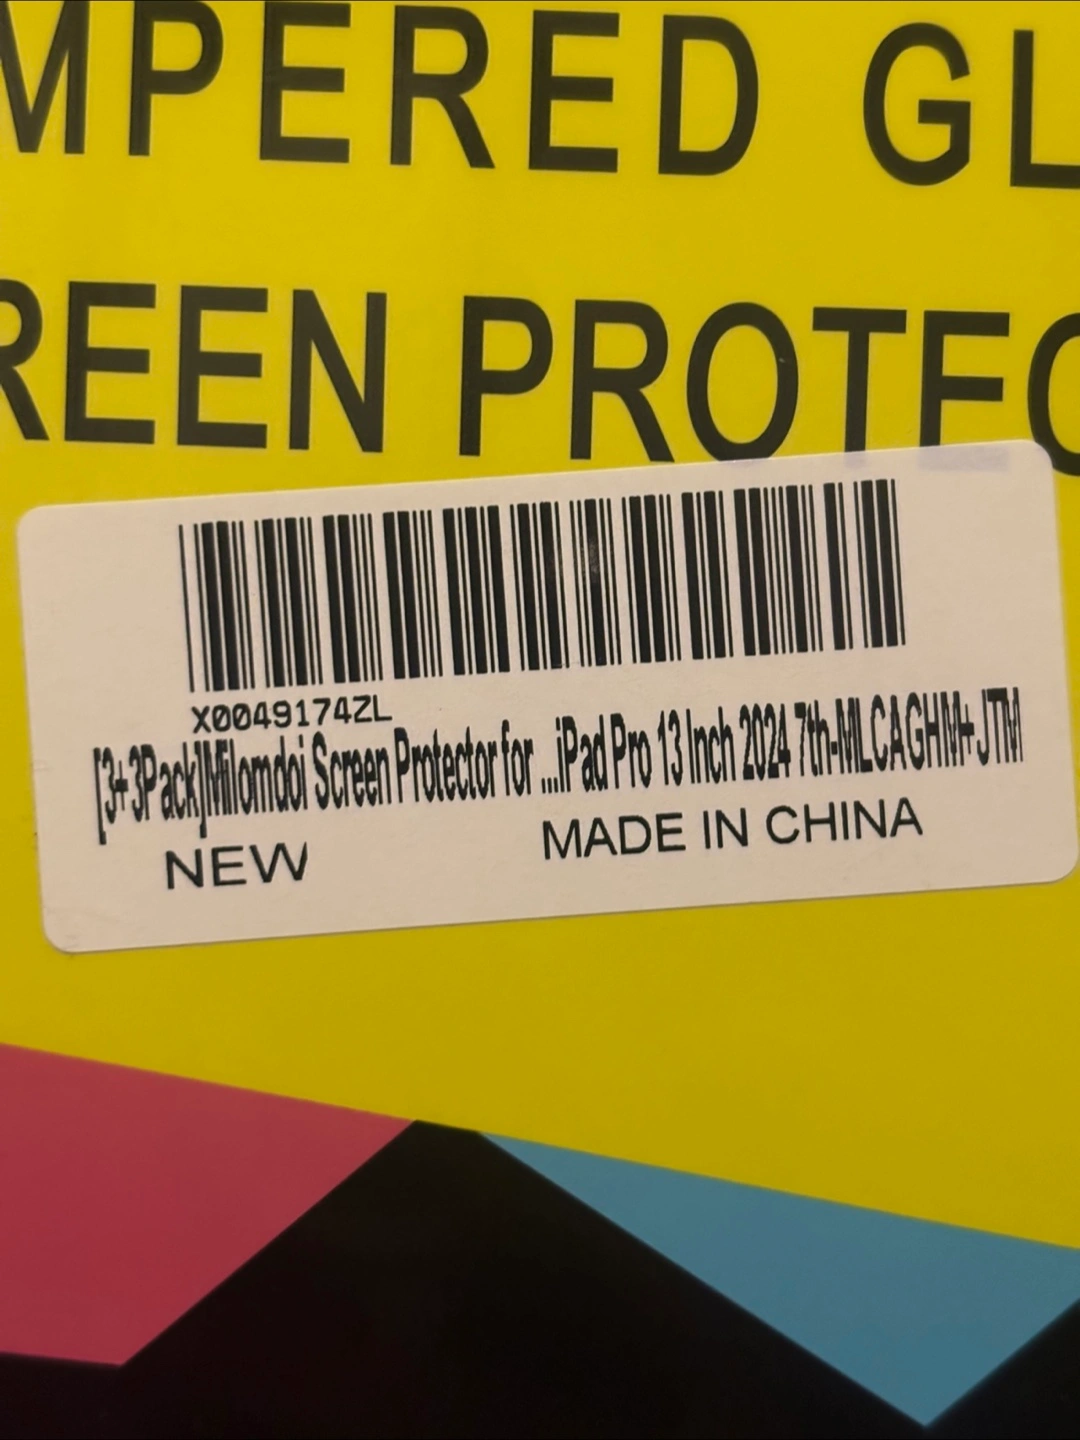 MPERED GL
REEN PROTEC
X0049174ZL
[3+3Pack]Milomdoi Screen Protector for ...iPad Pro 13 Inch 2024 7th-MLCAGHM+JTM
NEW MADE IN CHINA